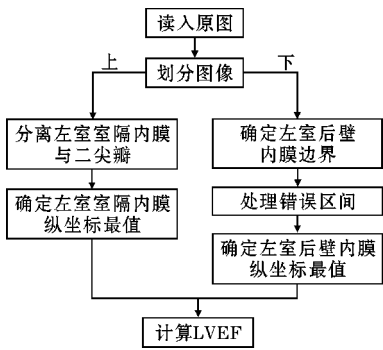 读入原图
划分图像
上
下
分离左室室隔内膜
与二尖瓣
确定左室后壁
内膜边界
确定左室室隔内膜
纵坐标最值
处理错误区间
确定左室后壁内膜
纵坐标最值
计算LVEF